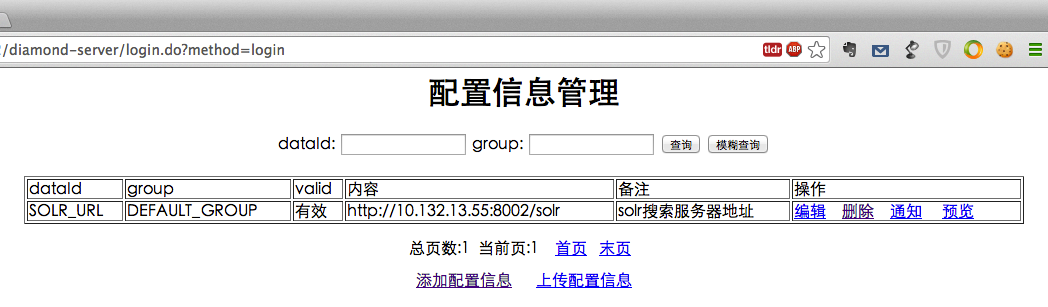 /diamond-server/login.do?method=login tldr ABP
配置信息管理
dataId: group: 查询 模糊查询
dataId group valid 内容 备注 操作
SOLR_URL DEFAULT_GROUP 有效 http://10.132.13.55:8002/solr solr搜索服务器地址 编辑 删除 通知 预览
总页数:1 当前页:1 首页 末页
添加配置信息 上传配置信息